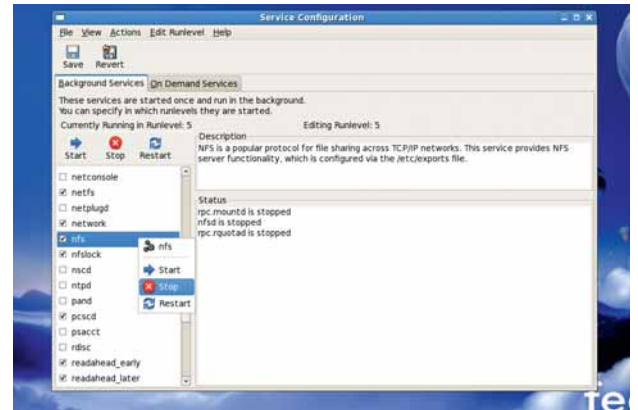 Service Configuration
File View Actions Edit Runlevel Help
Save Revert
Background Services On Demand Services
These services are started once and run in the background.
You can specify in which runlevels they are started.
Currently Running in Runlevel: 5 Editing Runlevel: 5
Start Stop Restart
Description
NFS is a popular protocol for file sharing across TCP/IP networks. This service provides NFS
server functionality, which is configured via the /etc/exports file.
Status
rpc.mountd is stopped
nfsd is stopped
rpc.rquotad is stopped
netconsole
netfs
netplugd
network
nfs
nfslock
nscd
ntpd
pand
pcscd
psacct
rdisc
readahead_early
readahead_later
nfs
Start
Stop
Restart
fe